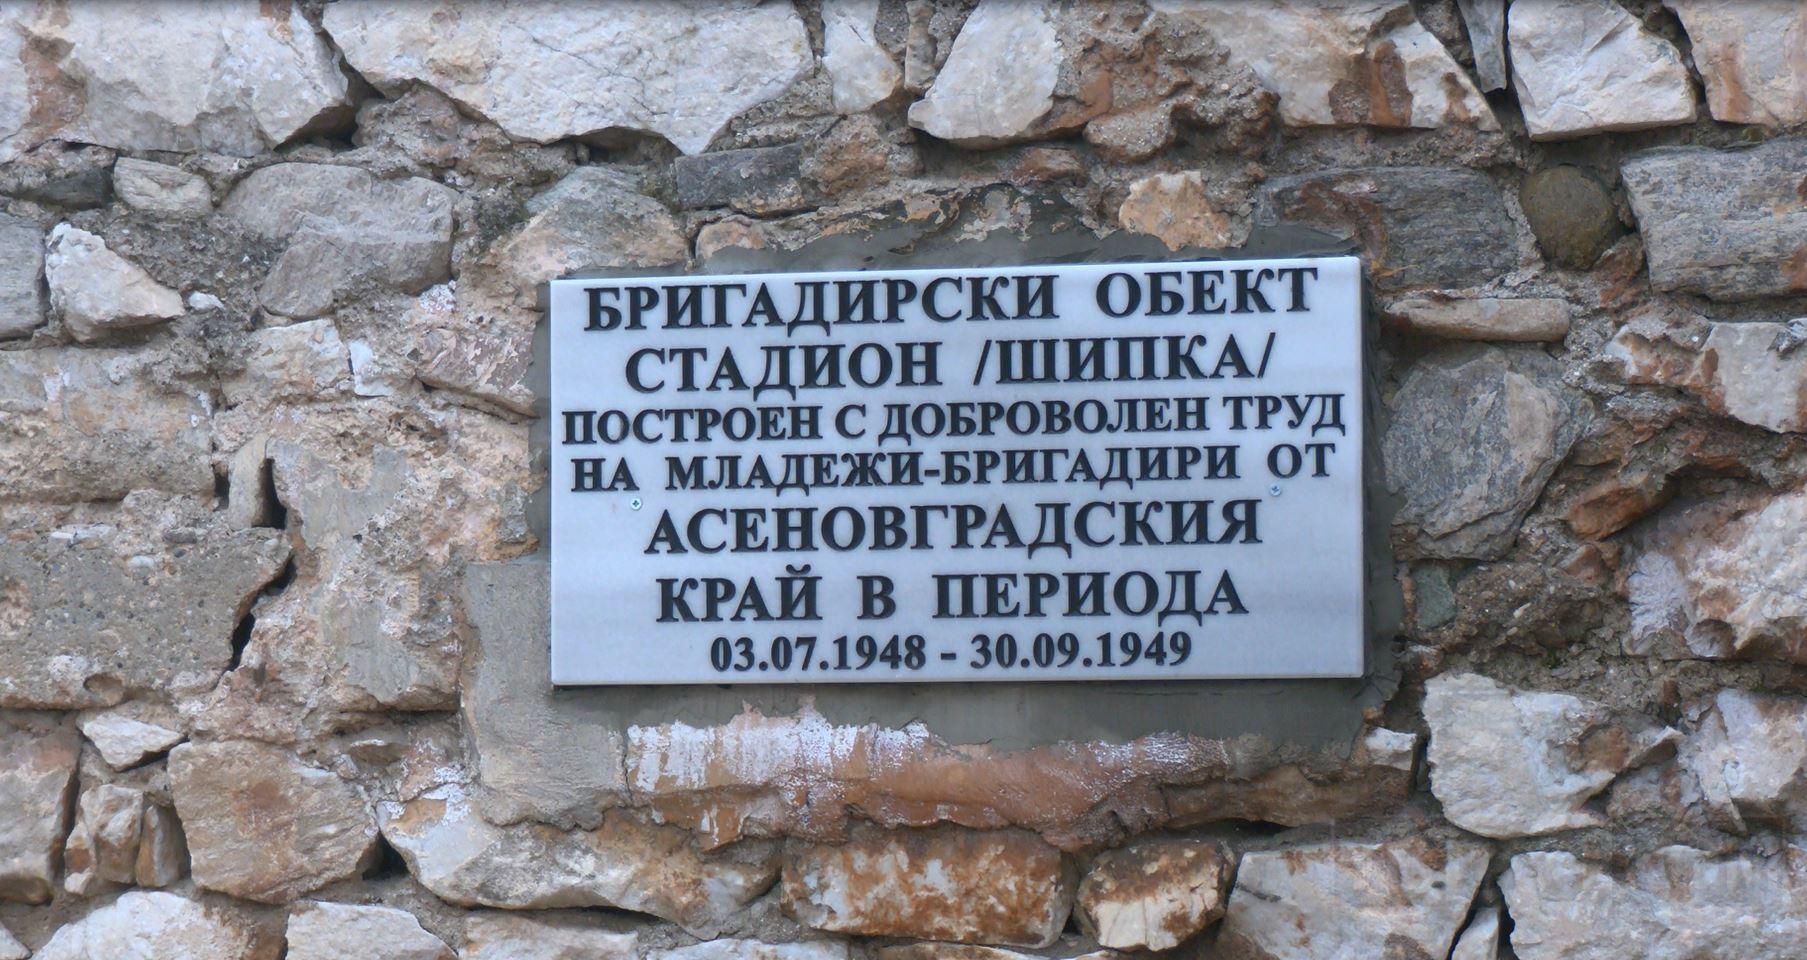 БРИГАДИРСКИ ОБЕКТ
СТАДИОН /ШИПКА/
ПОСТРОЕН С ДОБРОВОЛЕН ТРУД
НА МЛАДЕЖИ-БРИГАДИРИ ОТ
АСЕНОВГРАДСКИЯ
КРАЙ В ПЕРИОДА
03.07.1948 - 30.09.1949